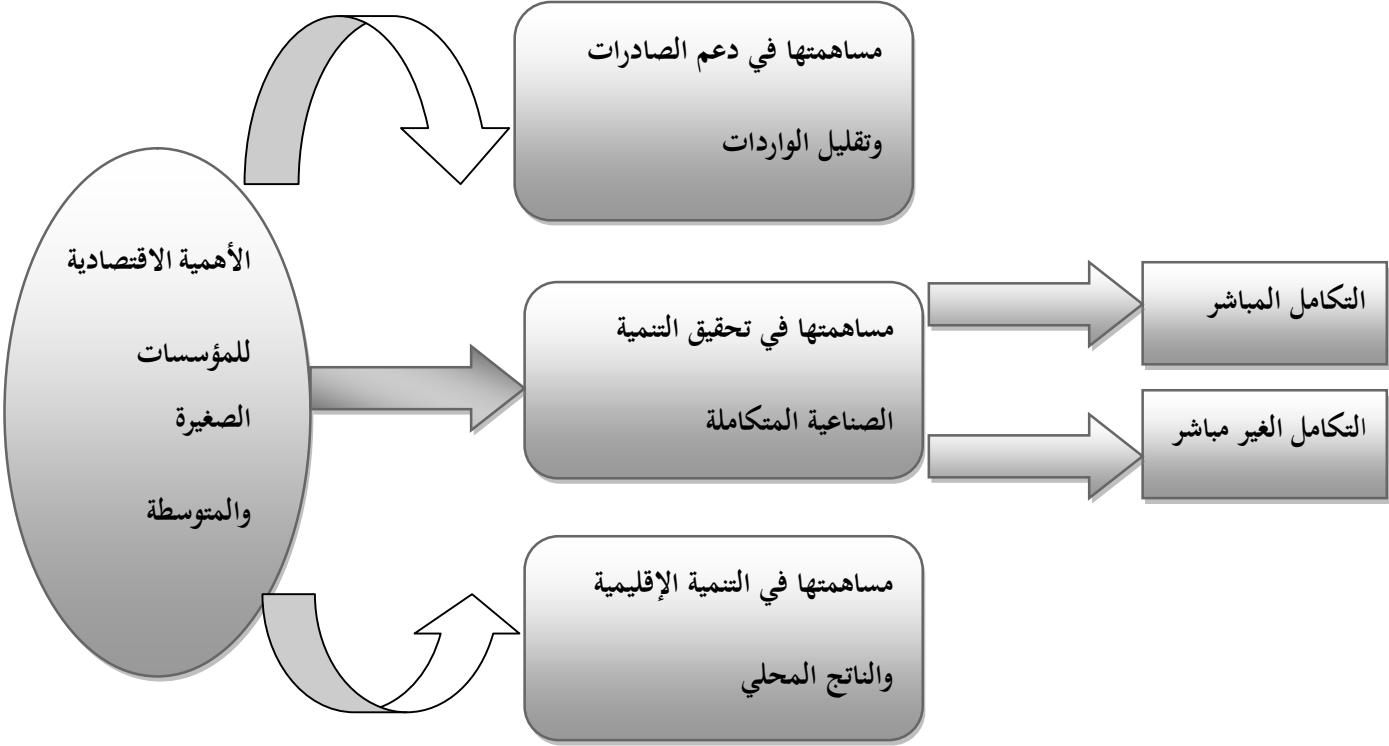 مساهمتها في دعم الصادرات
وتقليل الواردات
الأهمية الاقتصادية
للمؤسسات
الصغيرة
والمتوسطة
مساهمتها في تحقيق التنمية
الصناعية المتكاملة
التكامل المباشر
التكامل الغير مباشر
مساهمتها في التنمية الإقليمية
والناتج المحلي